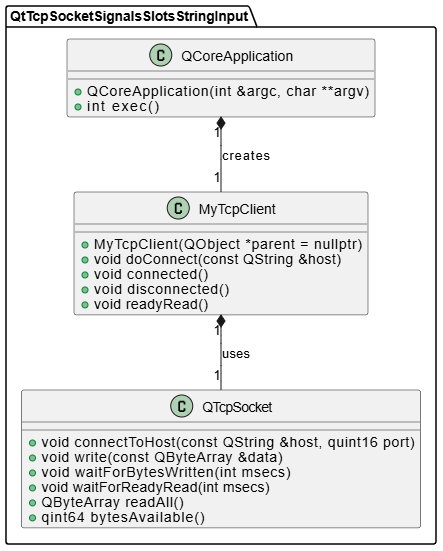 QtTcpSocketSignalsSlotsStringInput
C QCoreApplication
QCoreApplication(int &argc, char **argv)
int exec()
1
creates
1
C MyTcpClient
MyTcpClient(QObject *parent = nullptr)
void doConnect(const QString &host)
void connected()
void disconnected()
void readyRead()
1
uses
1
C QTcpSocket
void connectToHost(const QString &host, quint16 port)
void write(const QByteArray &data)
void waitForBytesWritten(int msecs)
void waitForReadyRead(int msecs)
QByteArray readAll()
qint64 bytesAvailable()